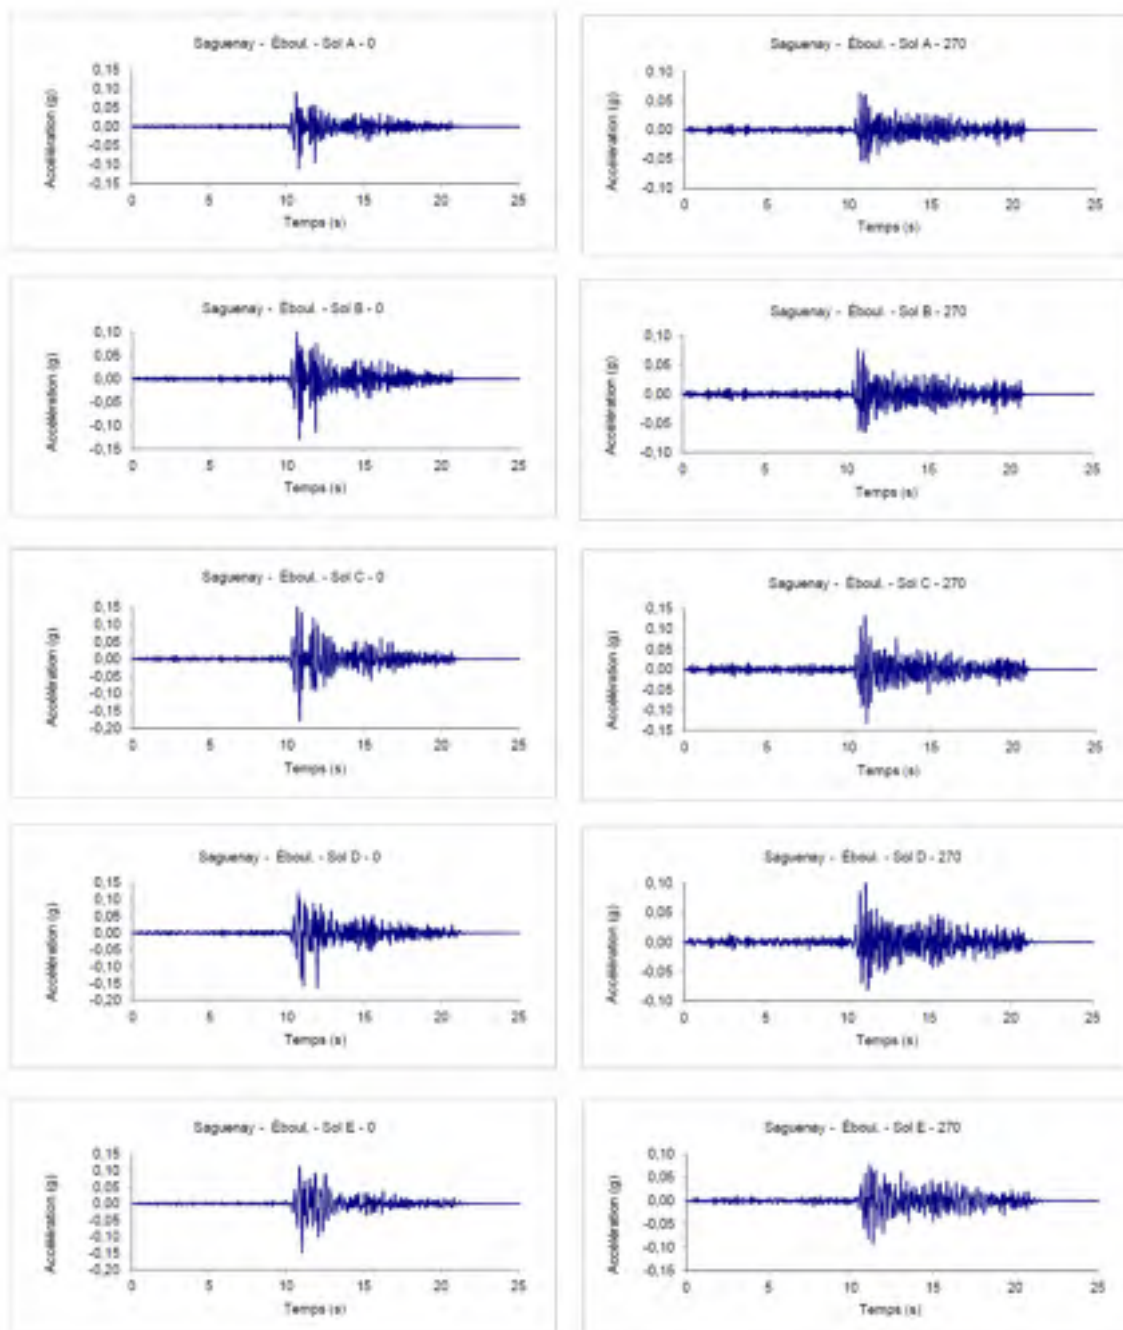 Saguenay - Éboul. - Sol A - 0
Accélération (g)
0,15
0,10
0,05
0,00
-0,05
-0,10
-0,15
0 5 10 15 20 25
Temps (s)
Saguenay - Éboul. - Sol A - 270
Accélération (g)
0,10
0,05
0,00
-0,05
-0,10
0 5 10 15 20 25
Temps (s)
Saguenay - Éboul. - Sol B - 0
Accélération (g)
0,10
0,05
0,00
-0,05
-0,10
-0,15
0 5 10 15 20 25
Temps (s)
Saguenay - Éboul. - Sol B - 270
Accélération (g)
0,10
0,05
0,00
-0,05
-0,10
0 5 10 15 20 25
Temps (s)
Saguenay - Éboul. - Sol C - 0
Accélération (g)
0,15
0,10
0,05
0,00
-0,05
-0,10
-0,15
-0,20
0 5 10 15 20 25
Temps (s)
Saguenay - Éboul. - Sol C - 270
Accélération (g)
0,15
0,10
0,05
0,00
-0,05
-0,10
-0,15
0 5 10 15 20 25
Temps (s)
Saguenay - Éboul. - Sol D - 0
Accélération (g)
0,15
0,10
0,05
0,00
-0,05
-0,10
-0,15
-0,20
0 5 10 15 20 25
Temps (s)
Saguenay - Éboul. - Sol D - 270
Accélération (g)
0,10
0,05
0,00
-0,05
-0,10
0 5 10 15 20 25
Temps (s)
Saguenay - Éboul. - Sol E - 0
Accélération (g)
0,15
0,10
0,05
0,00
-0,05
-0,10
-0,15
-0,20
0 5 10 15 20 25
Temps (s)
Saguenay - Éboul. - Sol E - 270
Accélération (g)
0,10
0,05
0,00
-0,05
-0,10
-0,15
0 5 10 15 20 25
Temps (s)